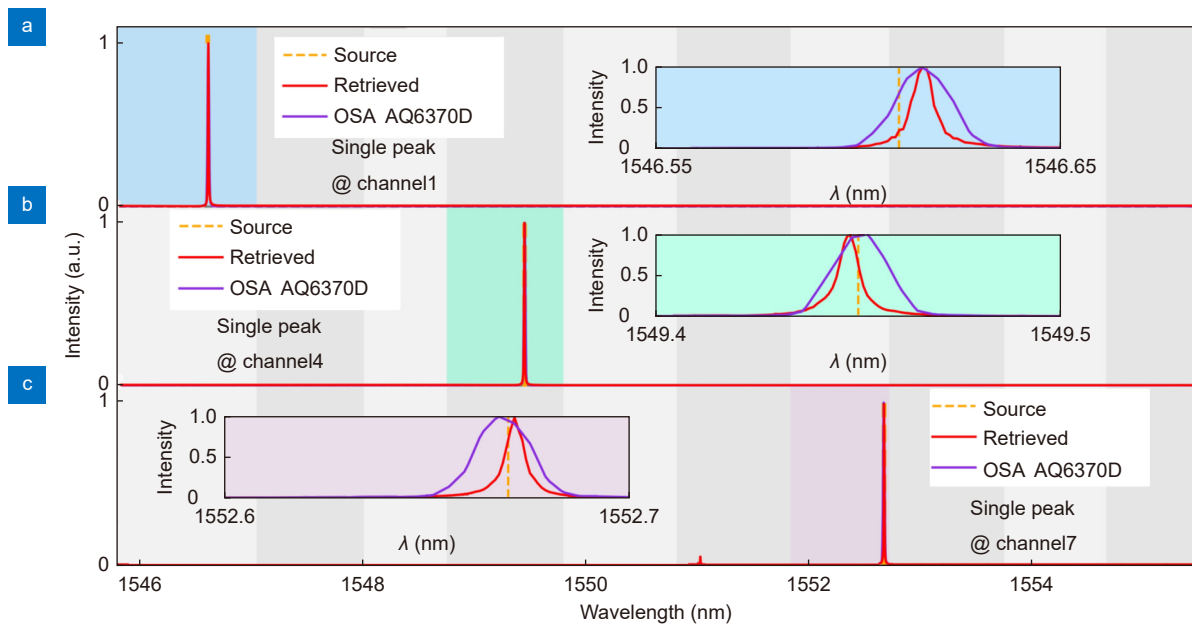 a
1
Source
Retrieved
OSA AQ6370D
Single peak
@ channel1
Intensity
1.0
0.5
0
1546.55
1546.65
λ (nm)
0
b
1
Source
Retrieved
OSA AQ6370D
Single peak
@ channel4
Intensity
1.0
0.5
0
1549.4
1549.5
λ (nm)
0
Intensity (a.u.)
c
1
Intensity
1.0
0.5
0
1552.6
1552.7
λ (nm)
Source
Retrieved
OSA AQ6370D
Single peak
@ channel7
0
1546
1548
1550
1552
1554
Wavelength (nm)